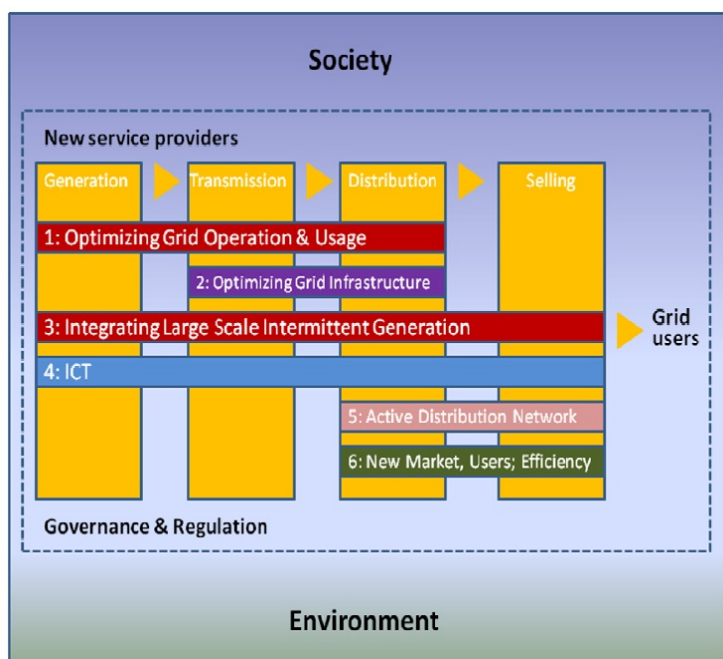 Society
New service providers
Generation
Transmission
Distribution
Selling
1: Optimizing Grid Operation & Usage
2: Optimizing Grid Infrastructure
3: Integrating Large Scale Intermittent Generation
Grid
users
4: ICT
5: Active Distribution Network
6: New Market, Users; Efficiency
Governance & Regulation
Environment